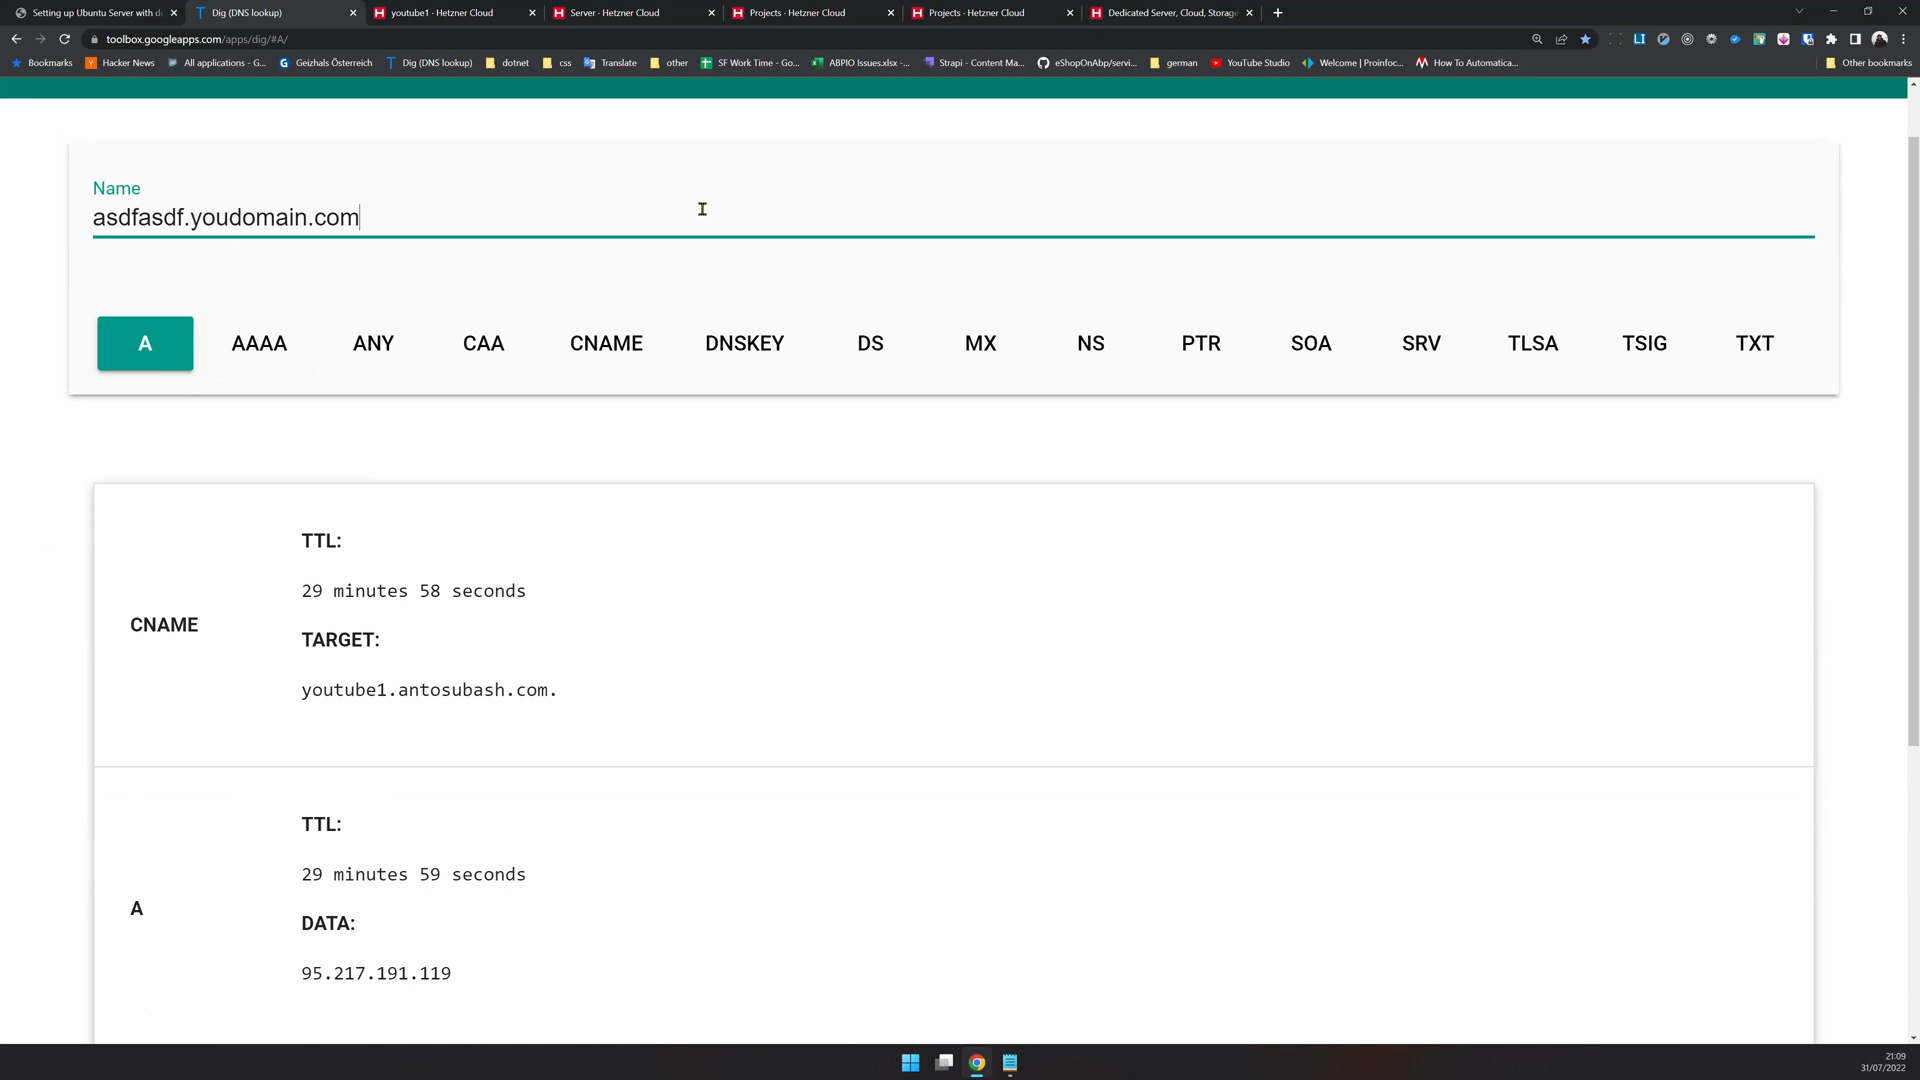 Setting up Ubuntu Server with d
Dig (DNS lookup)
youtube1 - Hetzner Cloud
Server - Hetzner Cloud
Projects - Hetzner Cloud
Projects - Hetzner Cloud
Dedicated Server, Cloud, Storage
toolbox.googleapps.com/apps/dig/#A/
Bookmarks
Hacker News
All applications - G...
Geizhals Österreich
Dig (DNS lookup)
dotnet
css
Translate
other
SF Work Time - Go...
ABPIO Issues.xlsx -...
Strapi - Content Ma...
eShopOnAbp/servi...
german
YouTube Studio
Welcome | Proinfoc...
How To Automatica...
Other bookmarks
Name
asdfasdf.youdomain.com
A
AAAA
ANY
CAA
CNAME
DNSKEY
DS
MX
NS
PTR
SOA
SRV
TLSA
TSIG
TXT
CNAME
TTL:
29 minutes 58 seconds
TARGET:
youtube1.antosubash.com.
A
TTL:
29 minutes 59 seconds
DATA:
95.217.191.119
21:09
31/07/2022